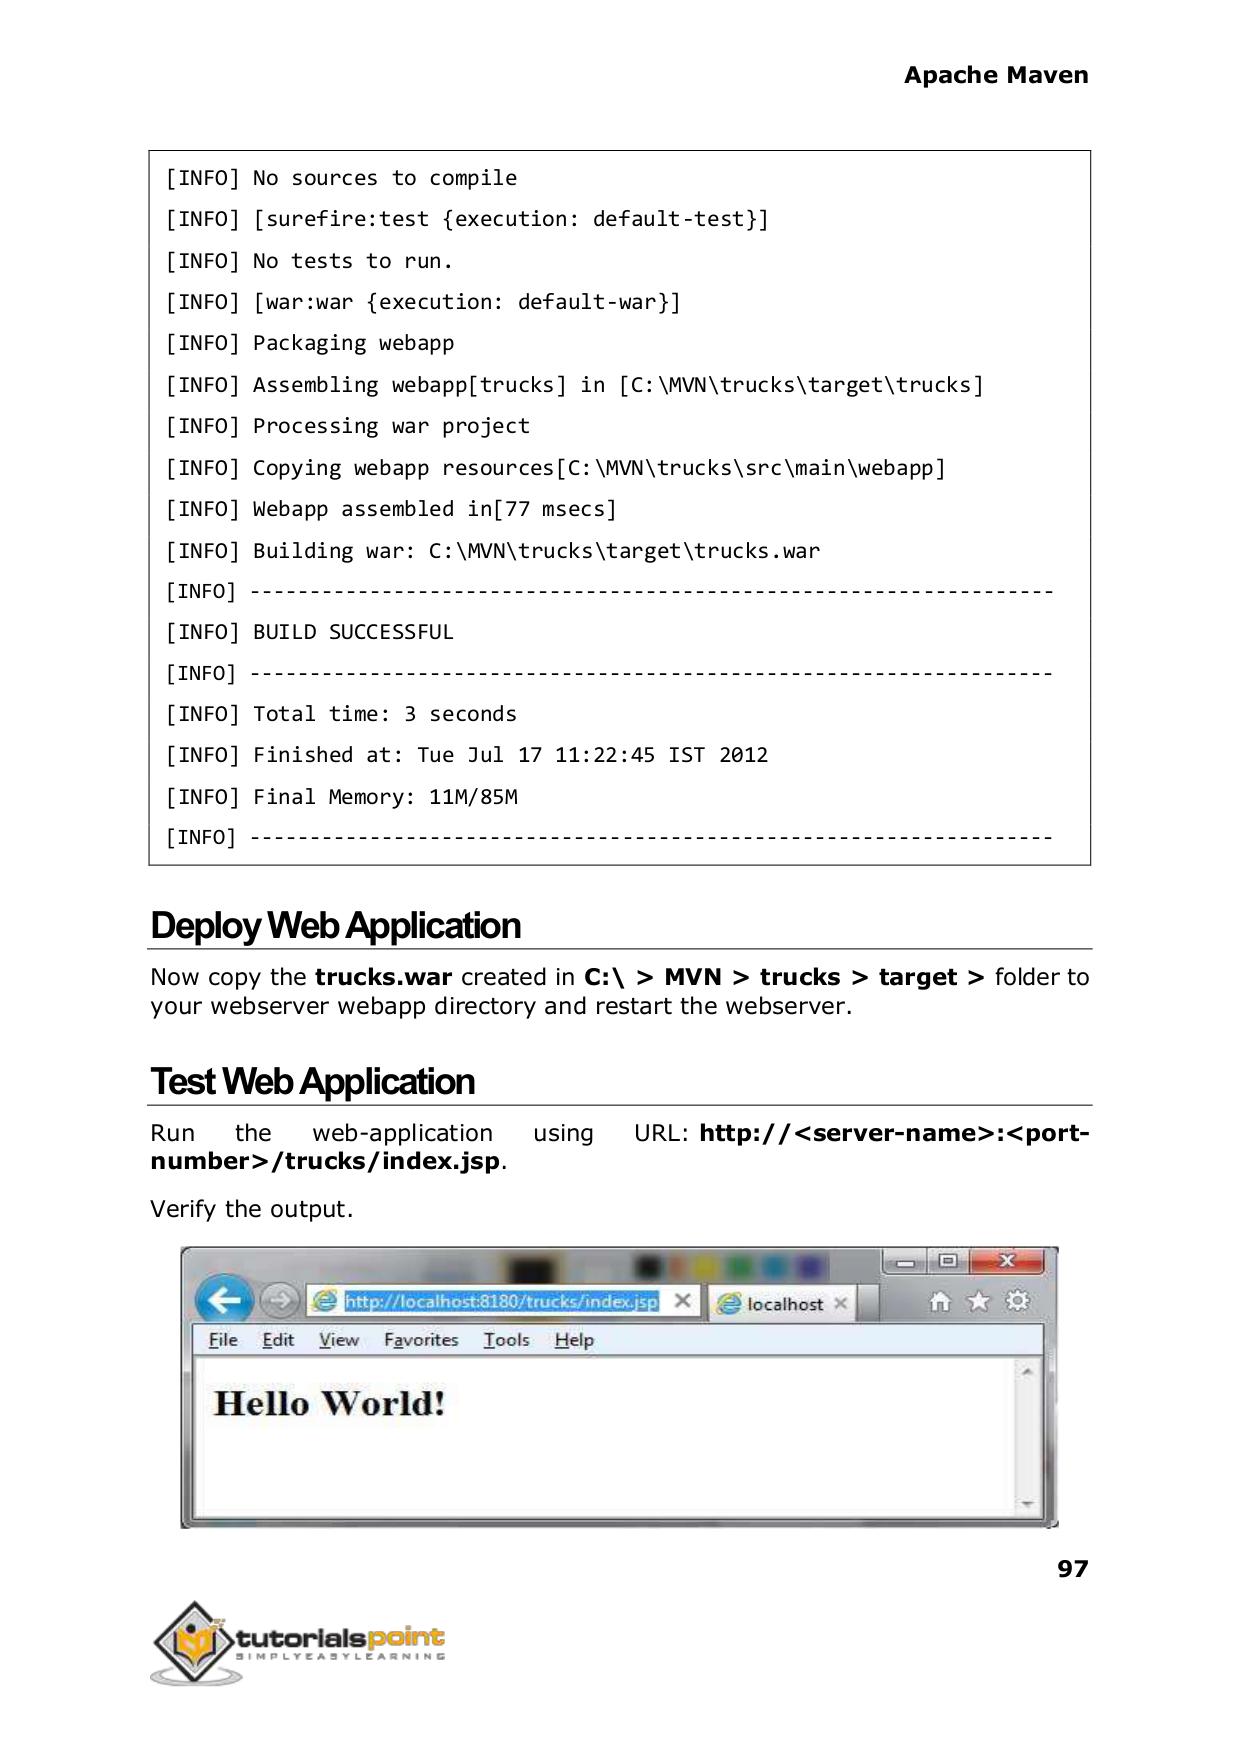 Apache Maven
[INFO] No sources to compile
[INFO] [surefire:test {execution: default-test}]
[INFO] No tests to run.
[INFO] [war:war {execution: default-war}]
[INFO] Packaging webapp
[INFO] Assembling webapp[trucks] in [C:\MVN\trucks\target\trucks]
[INFO] Processing war project
[INFO] Copying webapp resources[C:\MVN\trucks\src\main\webapp]
[INFO] Webapp assembled in[77 msecs]
[INFO] Building war: C:\MVN\trucks\target\trucks.war
[INFO] -------------------------------------------------------------------
[INFO] BUILD SUCCESSFUL
[INFO] -------------------------------------------------------------------
[INFO] Total time: 3 seconds
[INFO] Finished at: Tue Jul 17 11:22:45 IST 2012
[INFO] Final Memory: 11M/85M
[INFO] -------------------------------------------------------------------
Deploy Web Application
Now copy the trucks.war created in C:\ > MVN > trucks > target > folder to
your webserver webapp directory and restart the webserver.
Test Web Application
Run the web-application using URL: http://<server-name>:<port-
number>/trucks/index.jsp.
Verify the output.
http://localhost:8180/trucks/index.jsp
localhost
File Edit View Favorites Tools Help
Hello World!
97
tutorialspoint
SIMPLYEASYLEARNING